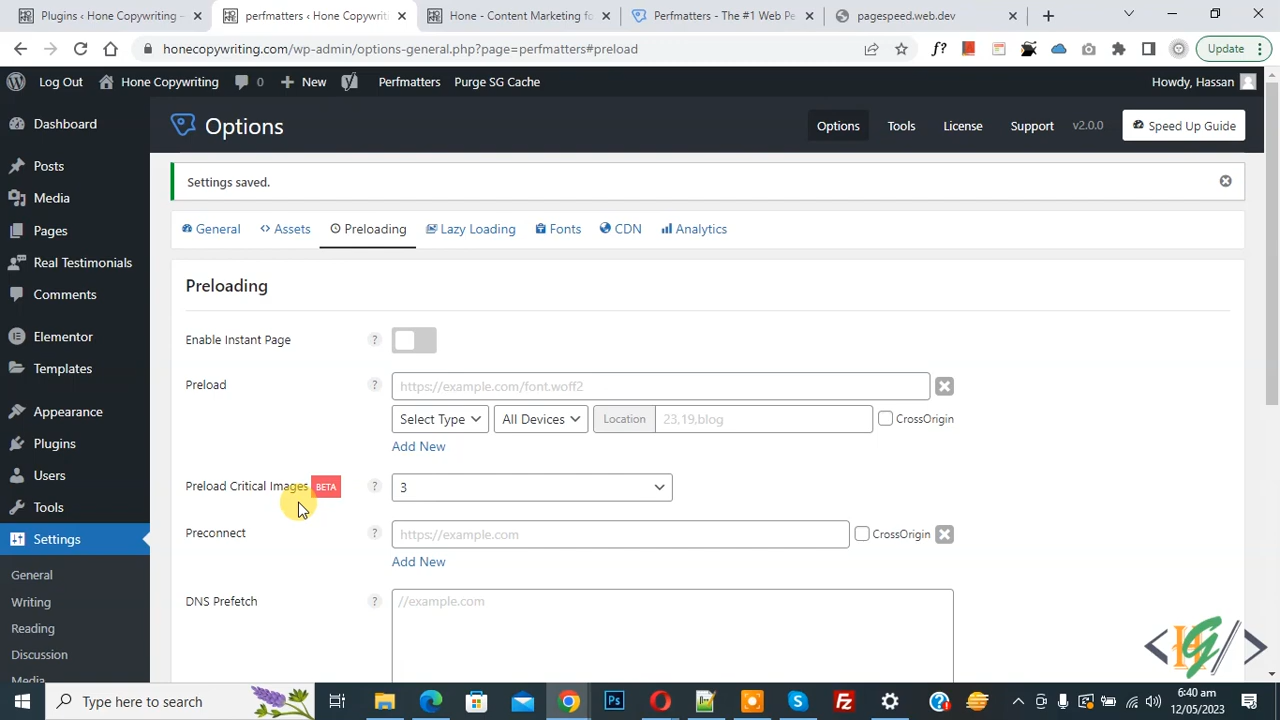 Plugins ‹ Hone Copywriting -
perfmatters ‹ Hone Copywrit
Hone - Content Marketing for
Perfmatters - The #1 Web Pe
pagespeed.web.dev
honecopywriting.com/wp-admin/options-general.php?page=perfmatters#preload
f?
Update
Log Out
Hone Copywriting
0
New
Perfmatters
Purge SG Cache
Howdy, Hassan
Dashboard
Posts
Media
Pages
Real Testimonials
Comments
Elementor
Templates
Appearance
Plugins
Users
Tools
Settings
General
Writing
Reading
Discussion
Media
Options
Options
Tools
License
Support
v2.0.0
Speed Up Guide
Settings saved.
General
Assets
Preloading
Lazy Loading
Fonts
CDN
Analytics
Preloading
Enable Instant Page ?
Preload ? https://example.com/font.woff2
Select Type All Devices Location 23,19,blog CrossOrigin
Add New
Preload Critical Images BETA ? 3
Preconnect ? https://example.com CrossOrigin
Add New
DNS Prefetch ? //example.com
HG
Type here to search
6:40 am
12/05/2023